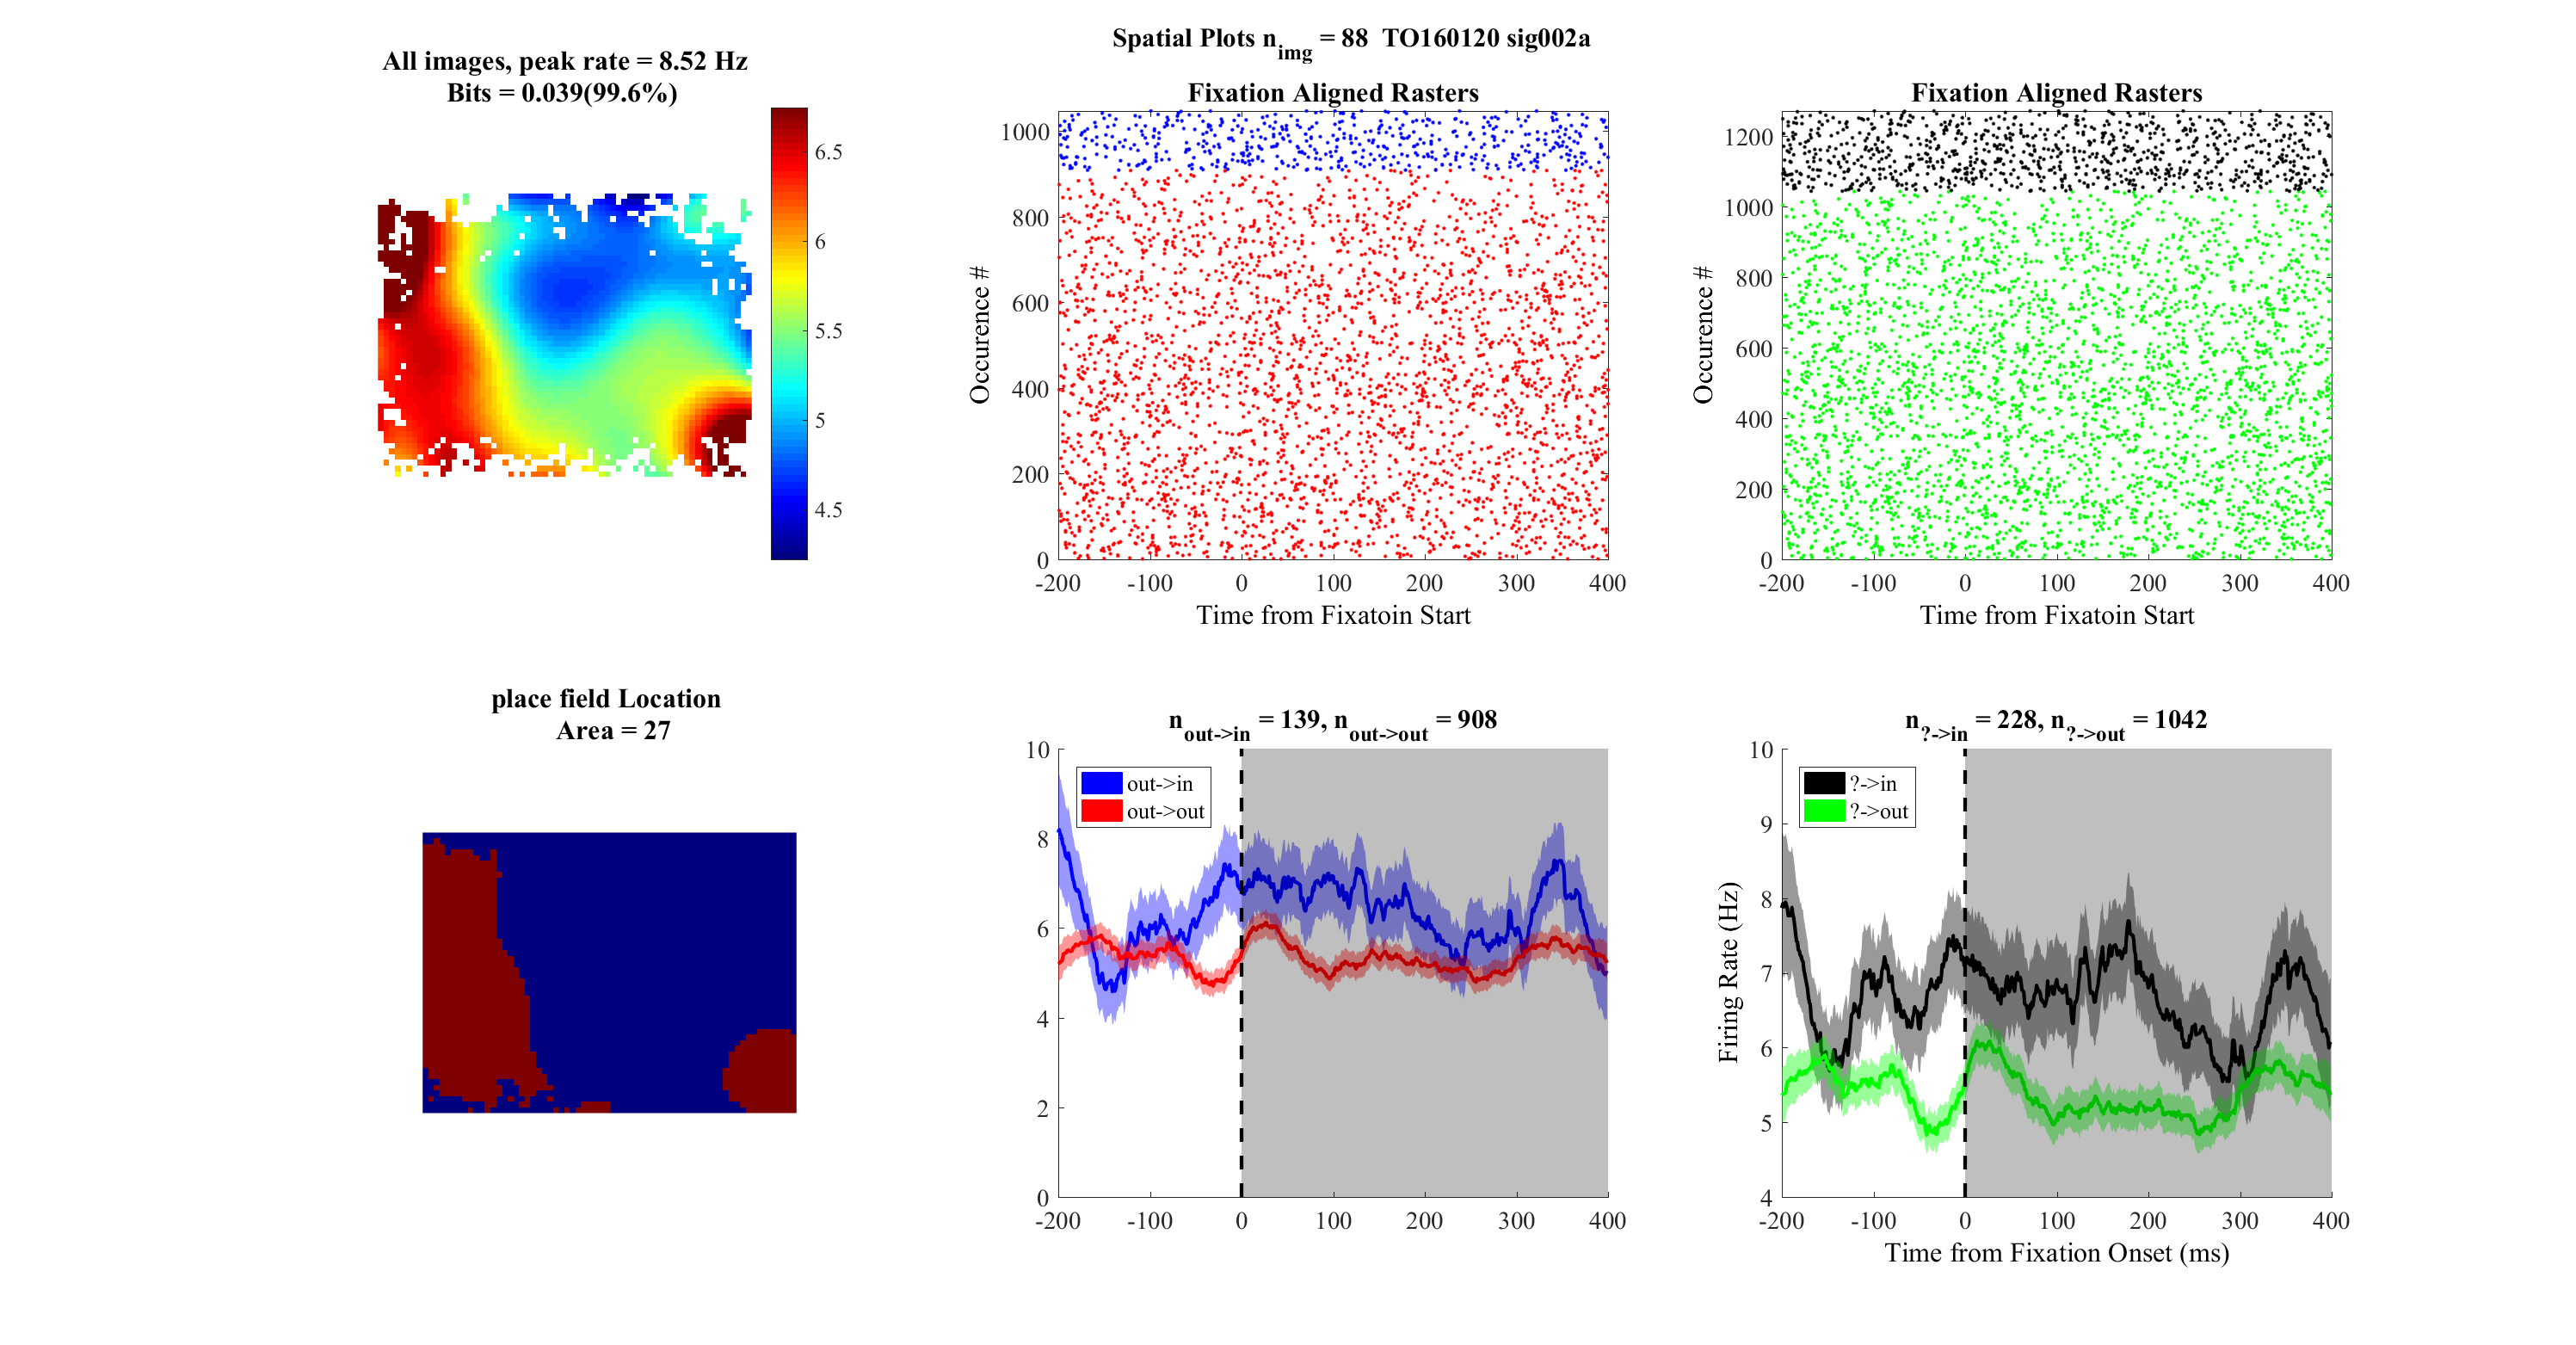 Spatial Plots n_img = 88 TO160120 sig002a
All images, peak rate = 8.52 Hz
Bits = 0.039(99.6%)
6.5
6
5.5
5
4.5
Fixation Aligned Rasters
Occurence #
1000
800
600
400
200
0
-200 -100 0 100 200 300 400
Time from Fixatoin Start
Fixation Aligned Rasters
Occurence #
1200
1000
800
600
400
200
0
-200 -100 0 100 200 300 400
Time from Fixatoin Start
place field Location
Area = 27
n_out->in = 139, n_out->out = 908
10
8
6
4
2
0
out->in
out->out
-200 -100 0 100 200 300 400
n_?->in = 228, n_?->out = 1042
Firing Rate (Hz)
10
9
8
7
6
5
4
?->in
?->out
-200 -100 0 100 200 300 400
Time from Fixation Onset (ms)